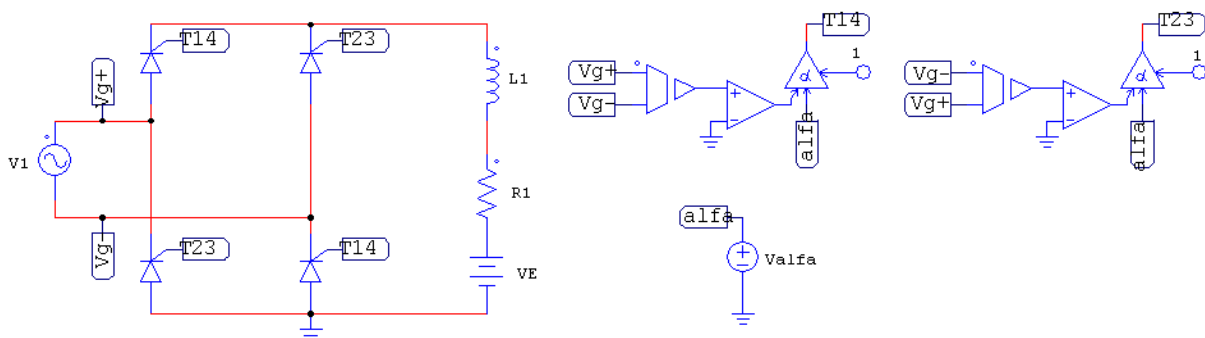 T14
T23
T14
T23
Vg+
L1
Vg+
Vg-
1
α
Vg-
Vg+
1
α
V1
alfa
alfa
R1
Vg-
T23
T14
alfa
VE
Valfa